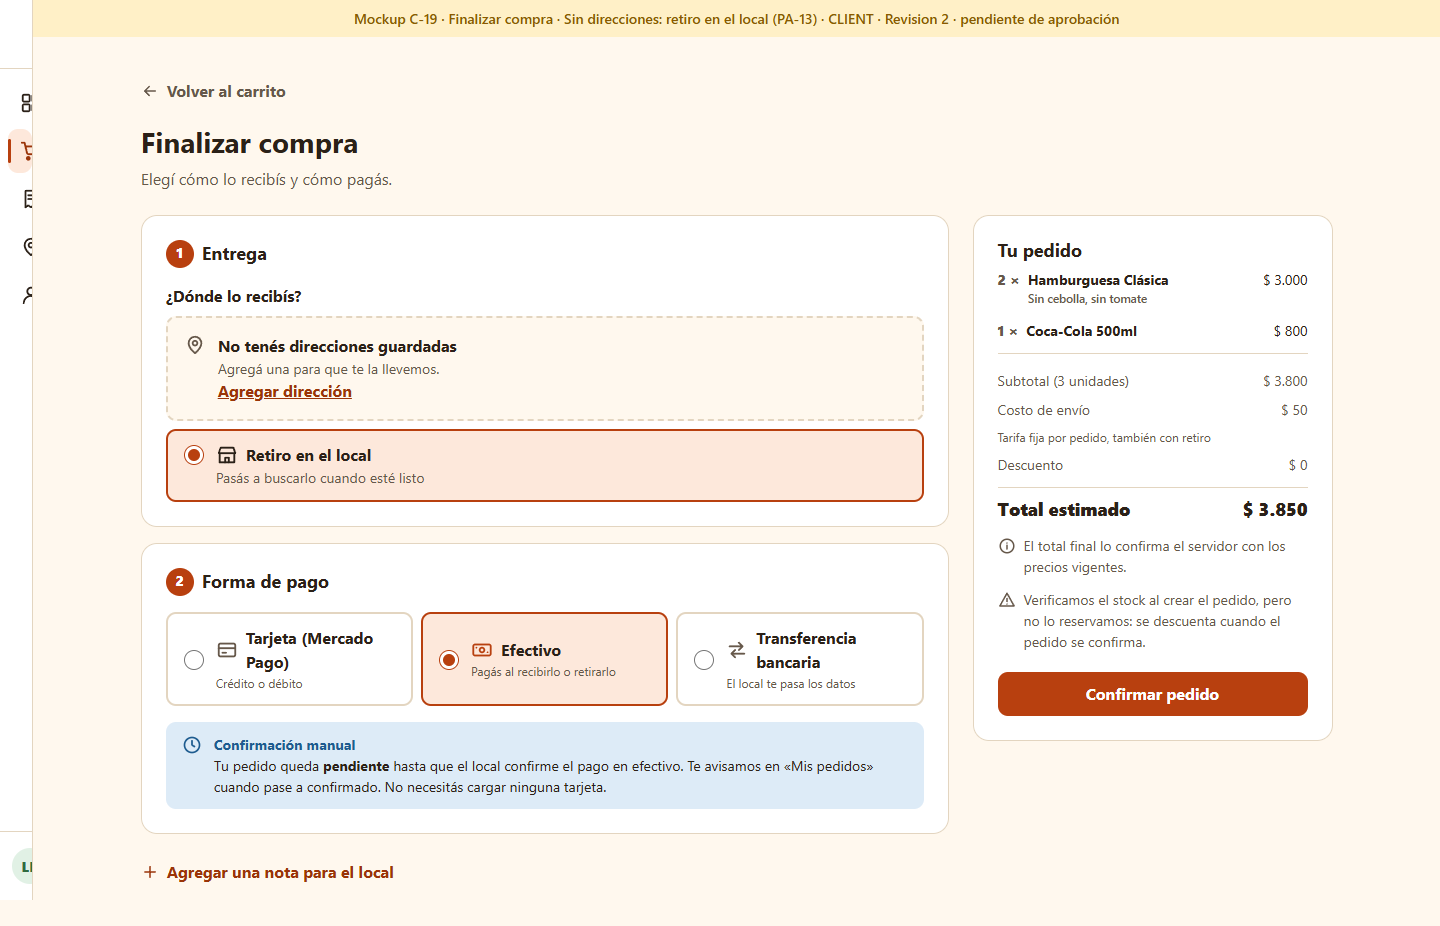 Mockup C-19 · Finalizar compra · Sin direcciones: retiro en el local (PA-13) · CLIENT · Revision 2 · pendiente de aprobación
Volver al carrito
Finalizar compra
Elegí cómo lo recibís y cómo pagás.
1 Entrega
¿Dónde lo recibís?
No tenés direcciones guardadas
Agregá una para que te la llevemos.
Agregar dirección
Retiro en el local
Pasás a buscarlo cuando esté listo
2 Forma de pago
Tarjeta (Mercado
Pago)
Crédito o débito
Efectivo
Pagás al recibirlo o retirarlo
Transferencia
bancaria
El local te pasa los datos
Confirmación manual
Tu pedido queda pendiente hasta que el local confirme el pago en efectivo. Te avisamos en «Mis pedidos»
cuando pase a confirmado. No necesitás cargar ninguna tarjeta.
Agregar una nota para el local
Tu pedido
2 × Hamburguesa Clásica $ 3.000
Sin cebolla, sin tomate
1 × Coca-Cola 500ml $ 800
Subtotal (3 unidades) $ 3.800
Costo de envío $ 50
Tarifa fija por pedido, también con retiro
Descuento $ 0
Total estimado $ 3.850
El total final lo confirma el servidor con los
precios vigentes.
Verificamos el stock al crear el pedido, pero
no lo reservamos: se descuenta cuando el
pedido se confirma.
Confirmar pedido